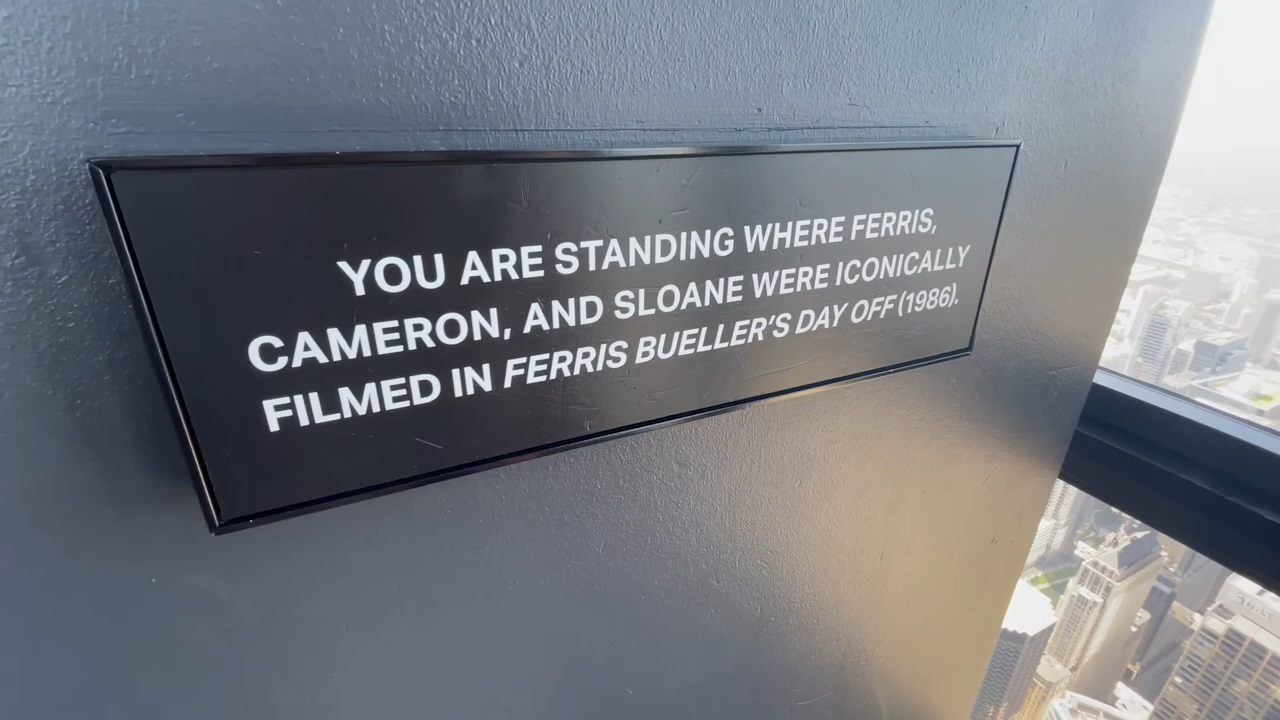 YOU ARE STANDING WHERE FERRIS,
CAMERON, AND SLOANE WERE ICONICALLY
FILMED IN FERRIS BUELLER'S DAY OFF (1986).